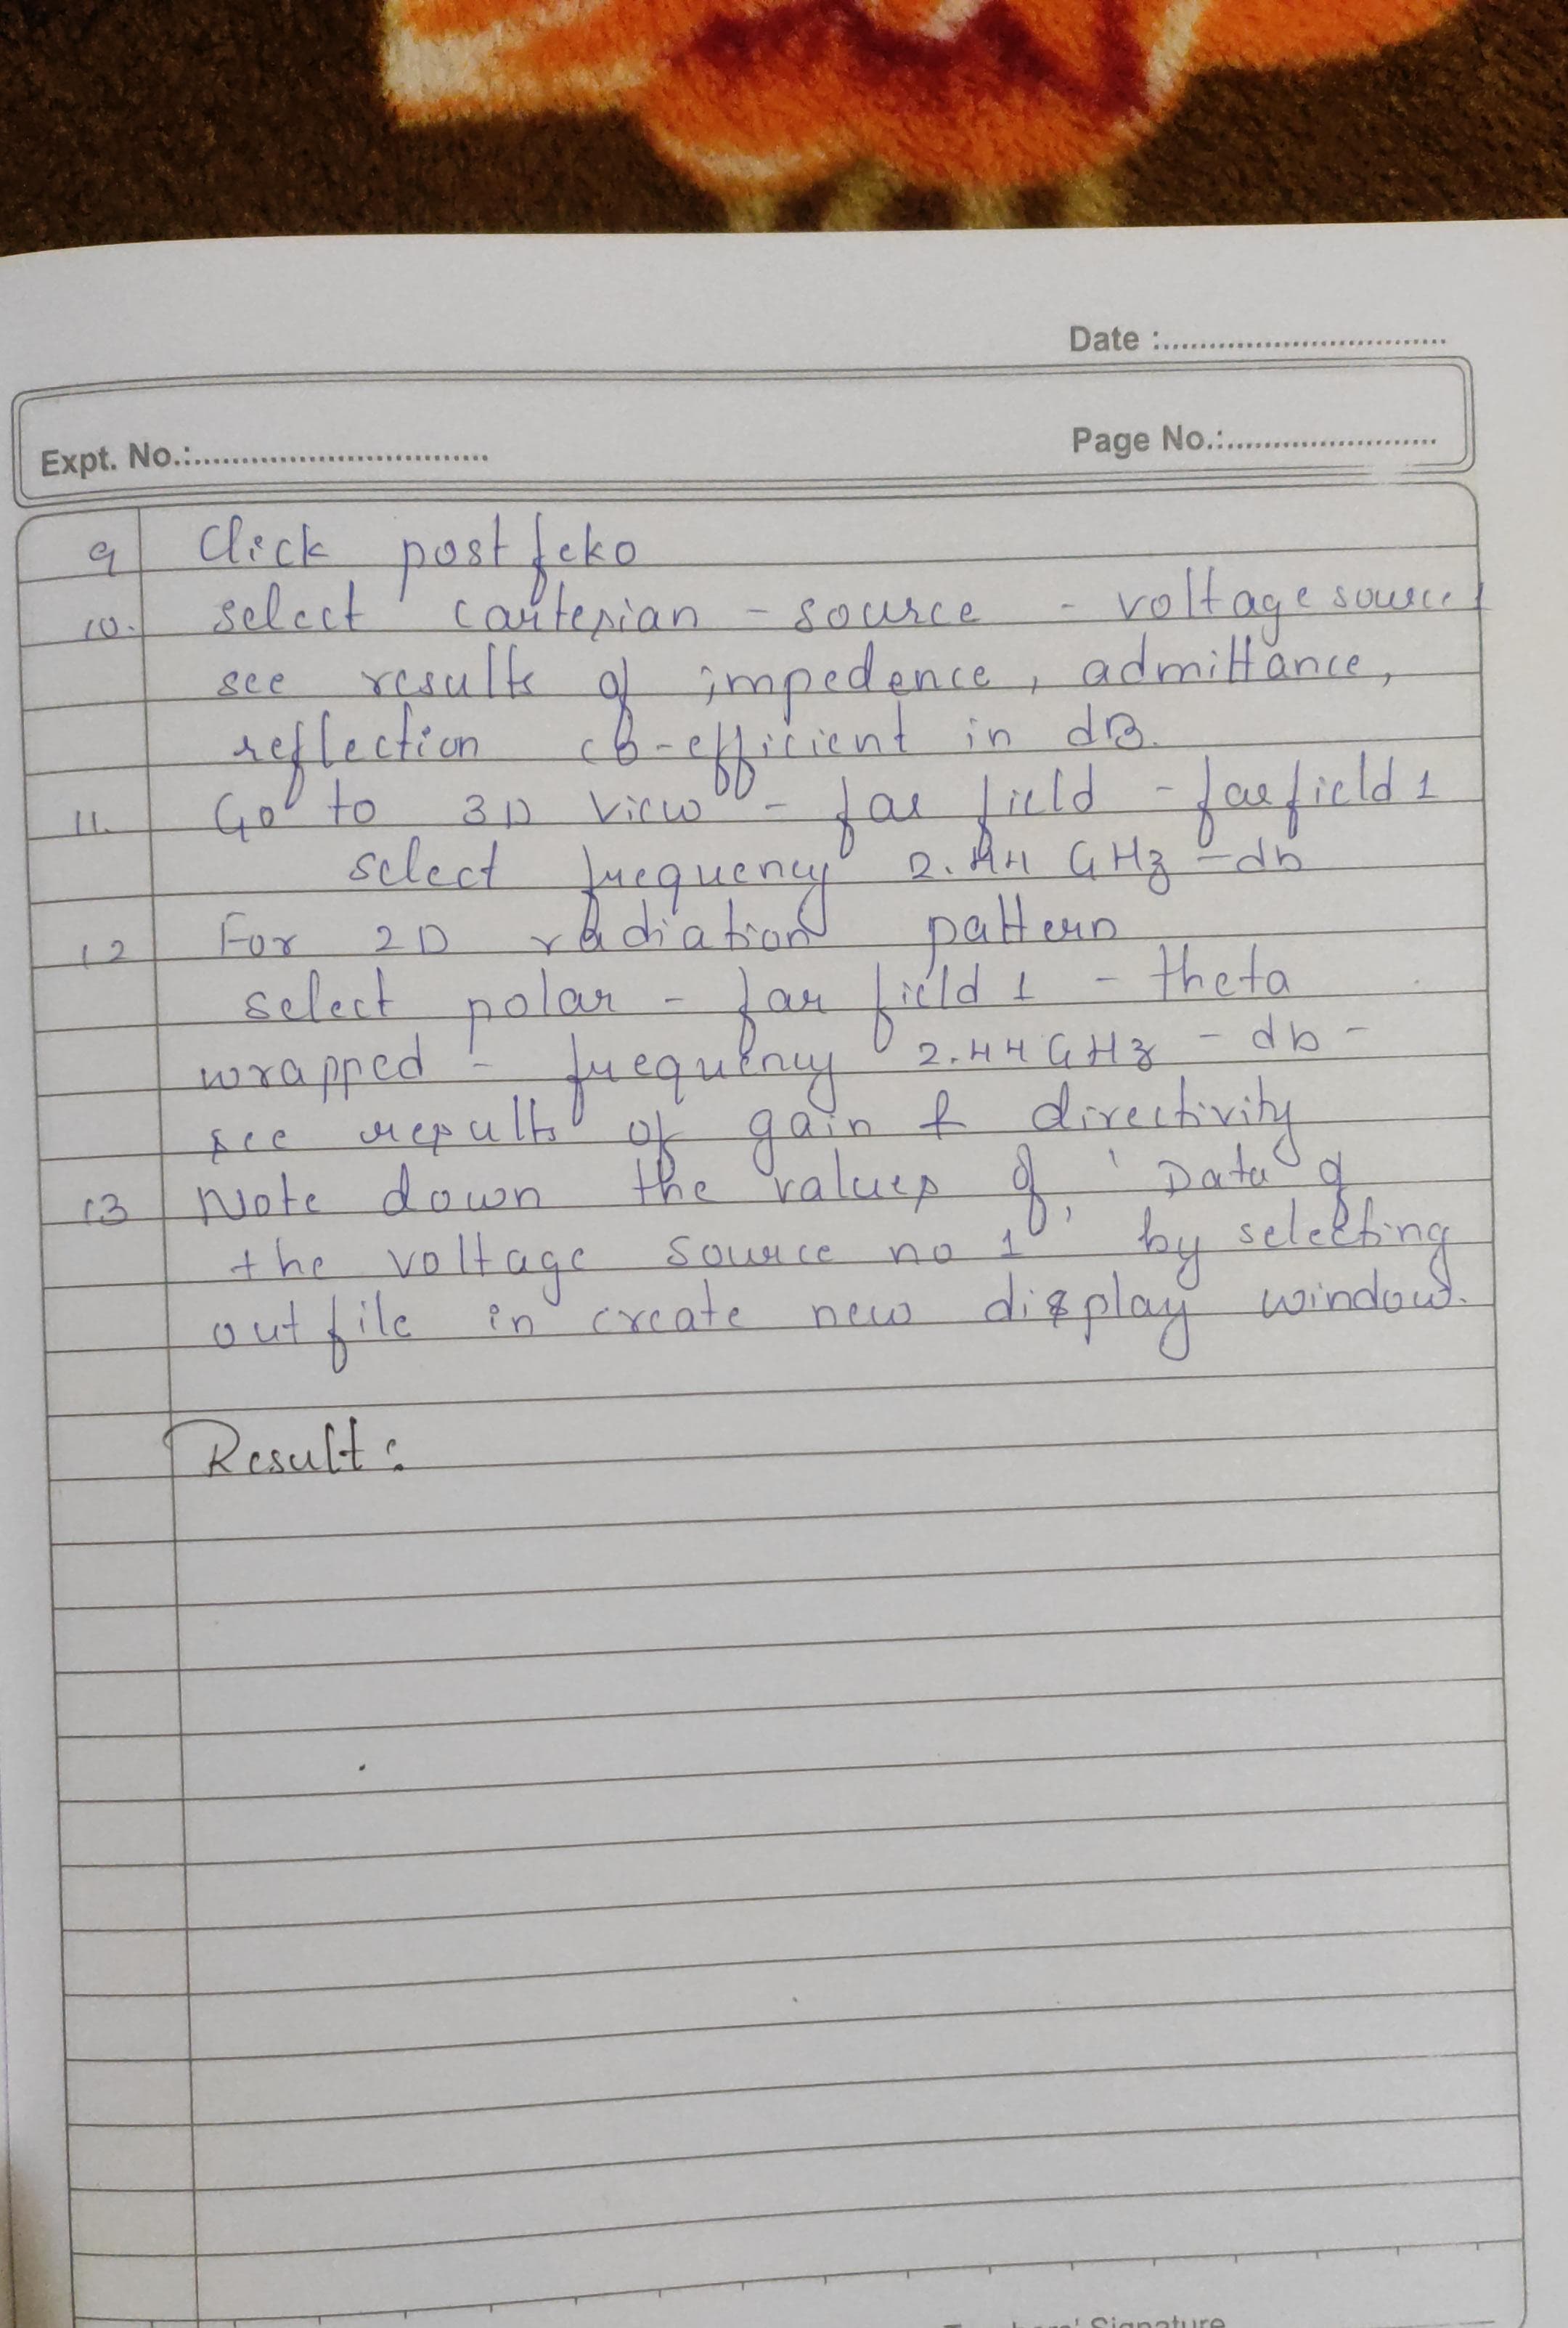 Date :................................
Expt. No.:................................
Page No.:........................
9 Click postfeko
10. select cartesian - source - voltage source 1
see results of impedence, admittance,
reflection co-efficient in dB.
11. Go to 3D view - far field - farfield 1
select frequency 2.44 GHz - db
12 For 2D radiation pattern
select polar - far field 1 - theta
wrapped - frequency 2.44 GHz - db -
see results of gain & directivity
13 Note down the values of 'Data of
the voltage source no 1' by selecting
out file in create new display window.
Result :
Signature